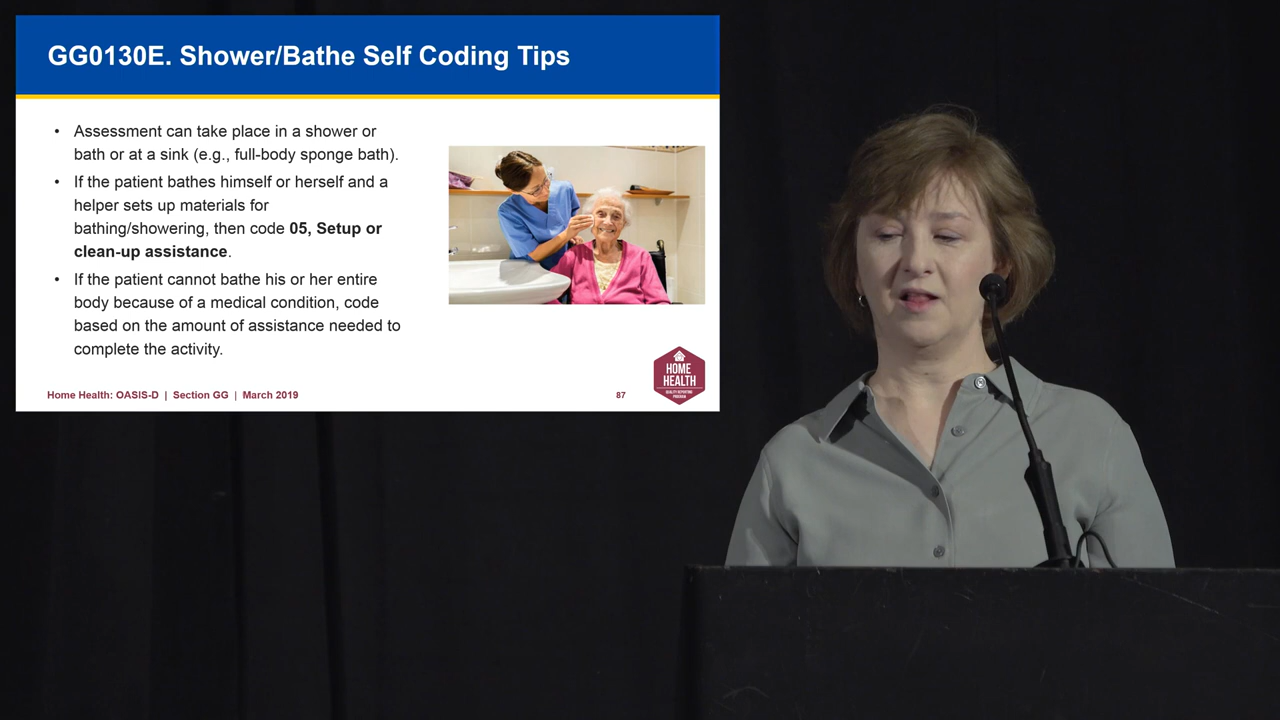 GG0130E. Shower/Bathe Self Coding Tips
• Assessment can take place in a shower or
bath or at a sink (e.g., full-body sponge bath).
• If the patient bathes himself or herself and a
helper sets up materials for
bathing/showering, then code 05, Setup or
clean-up assistance.
• If the patient cannot bathe his or her entire
body because of a medical condition, code
based on the amount of assistance needed to
complete the activity.
Home Health: OASIS-D | Section GG | March 2019
87
HOME
HEALTH
QUALITY REPORTING
PROGRAM